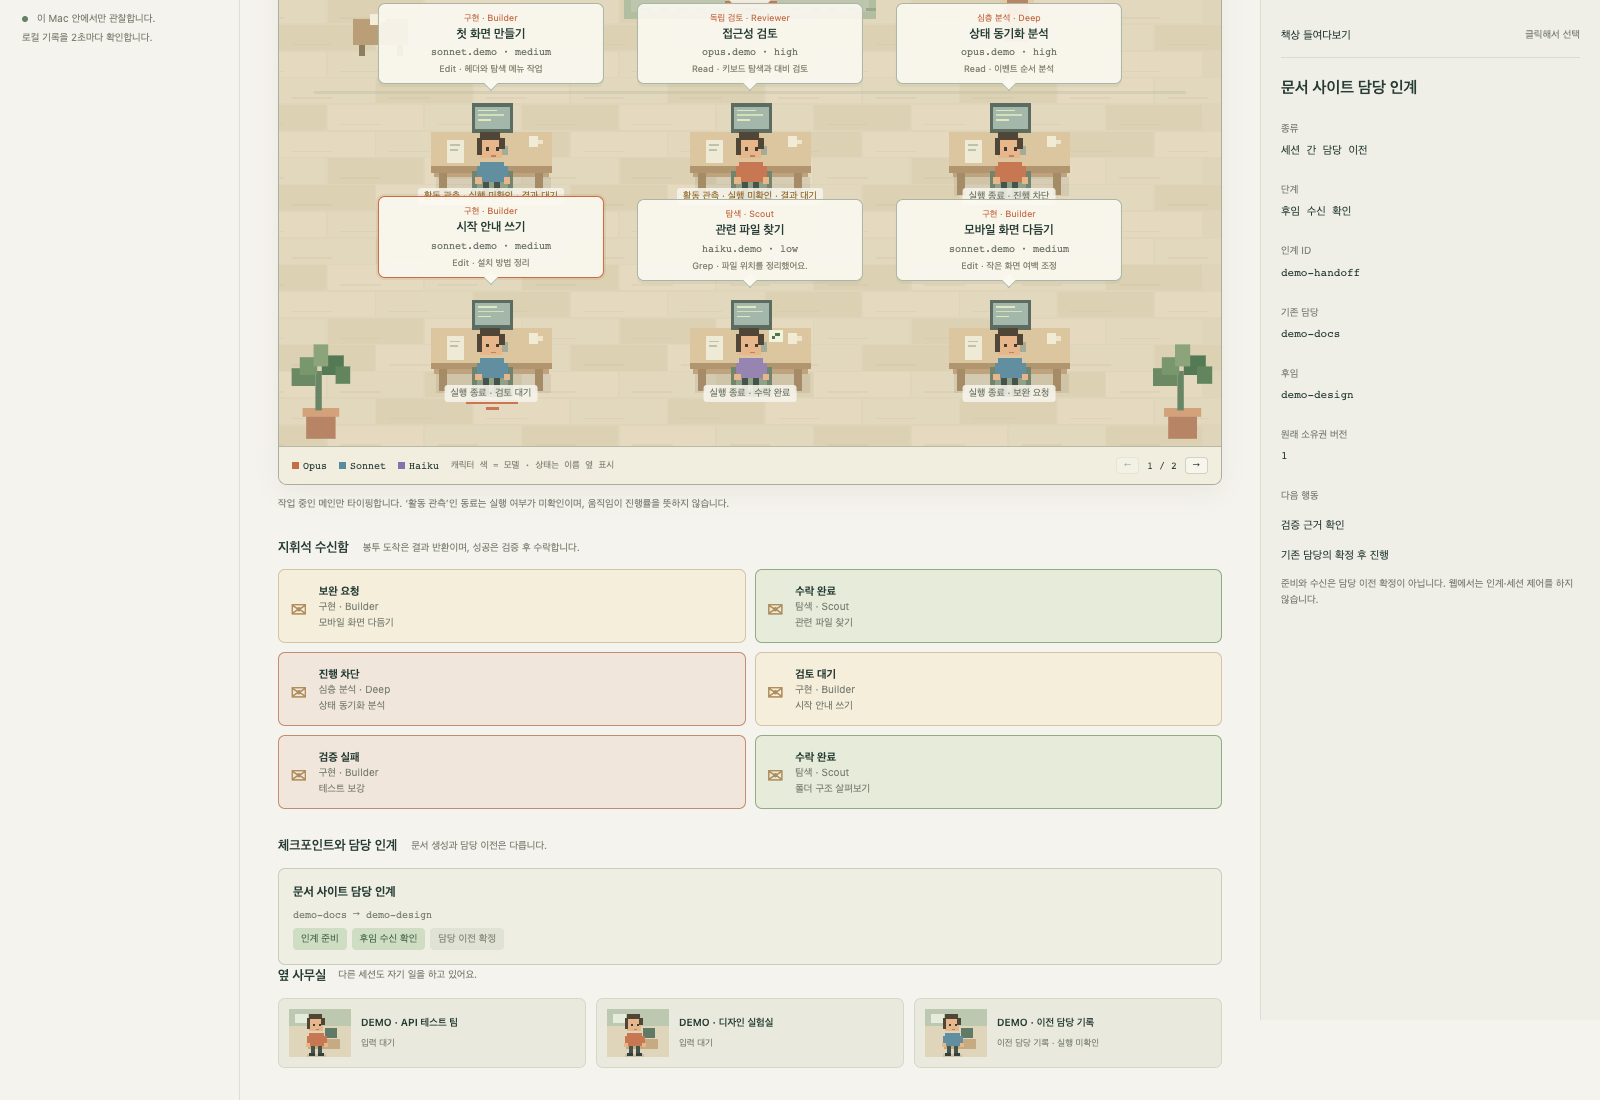 이 Mac 안에서만 관찰합니다.
로컬 기록을 2초마다 확인합니다.
구현 · Builder
첫 화면 만들기
sonnet.demo · medium
Edit · 헤더와 탐색 메뉴 작업
독립 검토 · Reviewer
접근성 검토
opus.demo · high
Read · 키보드 탐색과 대비 검토
심층 분석 · Deep
상태 동기화 분석
opus.demo · high
Read · 이벤트 순서 분석
활동 관측 · 실행 미확인 · 결과 대기
활동 관측 · 실행 미확인 · 결과 대기
실행 종료 · 진행 차단
구현 · Builder
시작 안내 쓰기
sonnet.demo · medium
Edit · 설치 방법 정리
탐색 · Scout
관련 파일 찾기
haiku.demo · low
Grep · 파일 위치를 정리했어요.
구현 · Builder
모바일 화면 다듬기
sonnet.demo · medium
Edit · 작은 화면 여백 조정
실행 종료 · 검토 대기
실행 종료 · 수락 완료
실행 종료 · 보완 요청
Opus Sonnet Haiku 캐릭터 색 = 모델 · 상태는 이름 옆 표시
← 1 / 2 →
작업 중인 메인만 타이핑합니다. ‘활동 관측’인 동료는 실행 여부가 미확인이며, 움직임이 진행률을 뜻하지 않습니다.
지휘석 수신함 봉투 도착은 결과 반환이며, 성공은 검증 후 수락합니다.
보완 요청
구현 · Builder
모바일 화면 다듬기
수락 완료
탐색 · Scout
관련 파일 찾기
진행 차단
심층 분석 · Deep
상태 동기화 분석
검토 대기
구현 · Builder
시작 안내 쓰기
검증 실패
구현 · Builder
테스트 보강
수락 완료
탐색 · Scout
폴더 구조 살펴보기
체크포인트와 담당 인계 문서 생성과 담당 이전은 다릅니다.
문서 사이트 담당 인계
demo-docs → demo-design
인계 준비 후임 수신 확인 담당 이전 확정
옆 사무실 다른 세션도 자기 일을 하고 있어요.
DEMO · API 테스트 팀
입력 대기
DEMO · 디자인 실험실
입력 대기
DEMO · 이전 담당 기록
이전 담당 기록 · 실행 미확인
책상 들여다보기 클릭해서 선택
문서 사이트 담당 인계
종류
세션 간 담당 이전
단계
후임 수신 확인
인계 ID
demo-handoff
기존 담당
demo-docs
후임
demo-design
원래 소유권 버전
1
다음 행동
검증 근거 확인
기존 담당의 확정 후 진행
준비와 수신은 담당 이전 확정이 아닙니다. 웹에서는 인계·세션 제어를 하지
않습니다.